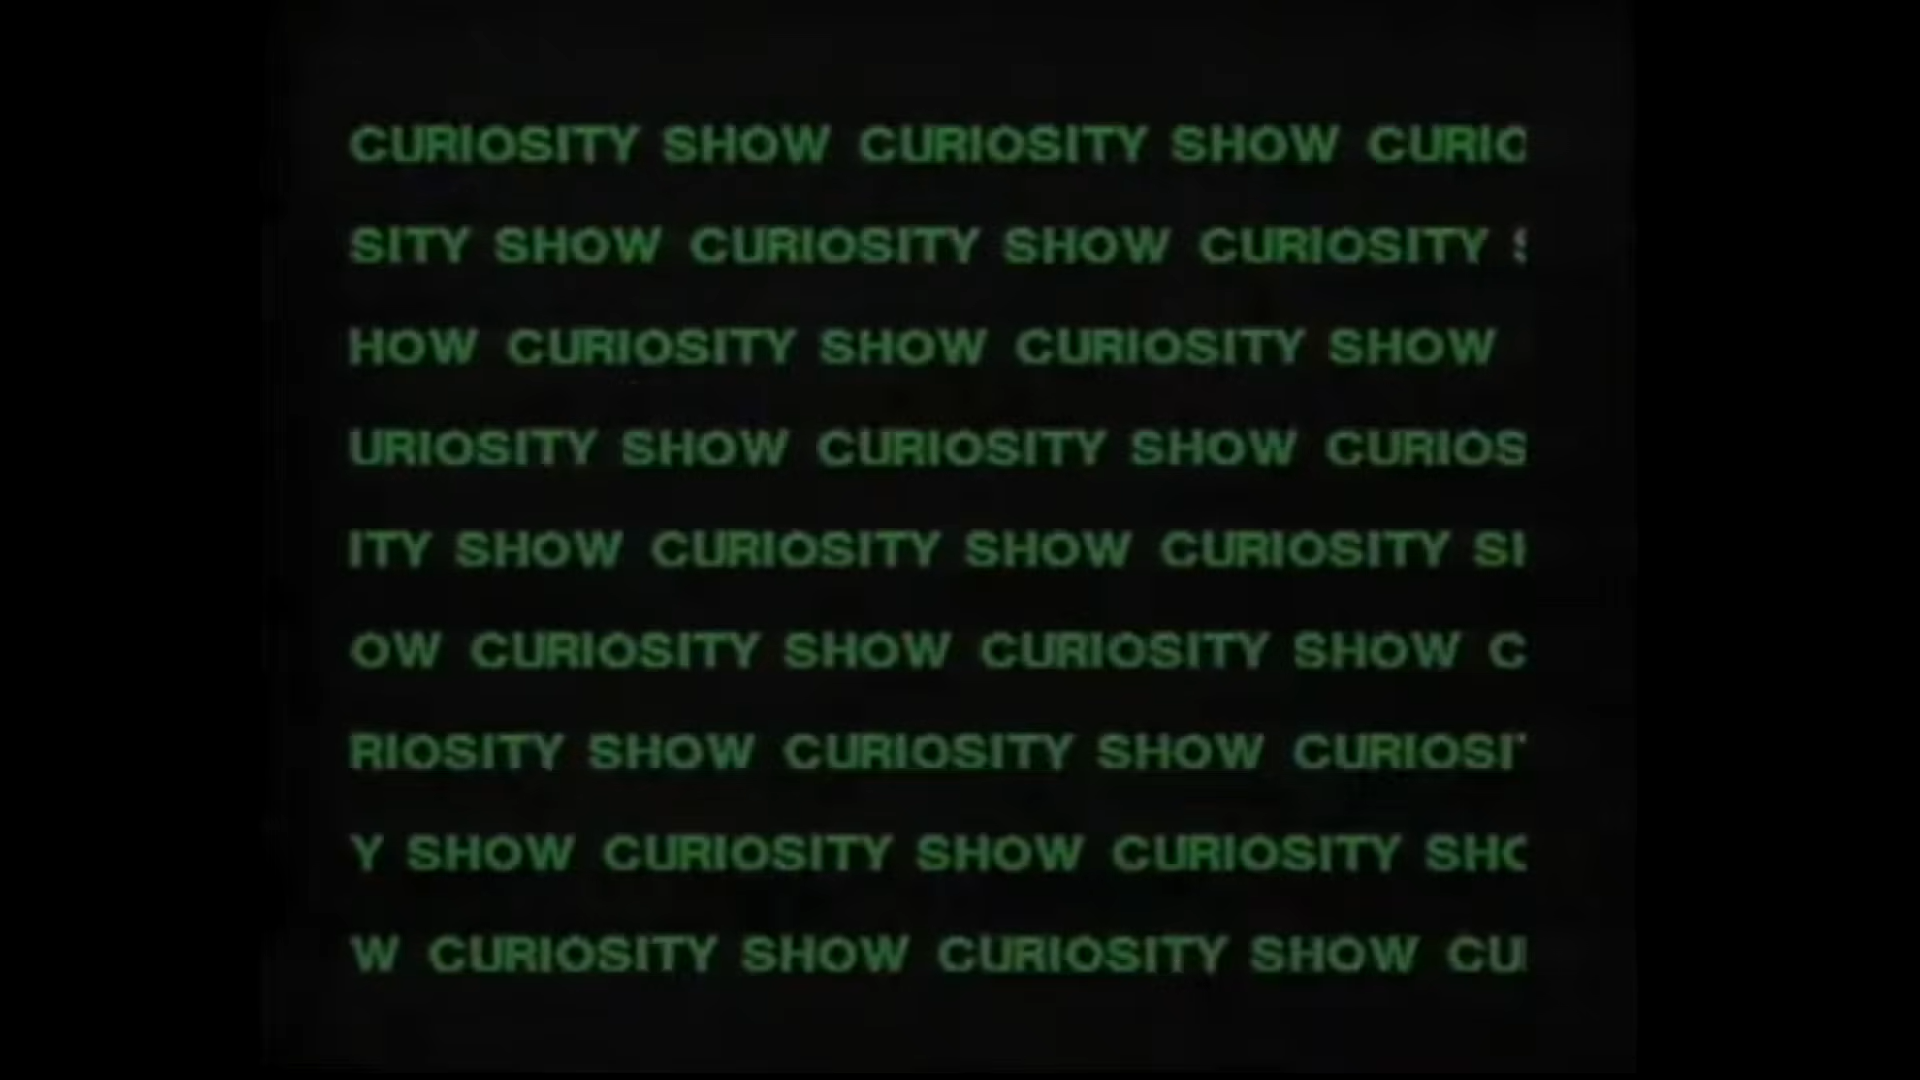 CURIOSITY SHOW CURIOSITY SHOW CURIO
SITY SHOW CURIOSITY SHOW CURIOSITY S
HOW CURIOSITY SHOW CURIOSITY SHOW
URIOSITY SHOW CURIOSITY SHOW CURIOS
ITY SHOW CURIOSITY SHOW CURIOSITY SH
OW CURIOSITY SHOW CURIOSITY SHOW C
RIOSITY SHOW CURIOSITY SHOW CURIOSIT
Y SHOW CURIOSITY SHOW CURIOSITY SHO
W CURIOSITY SHOW CURIOSITY SHOW CU